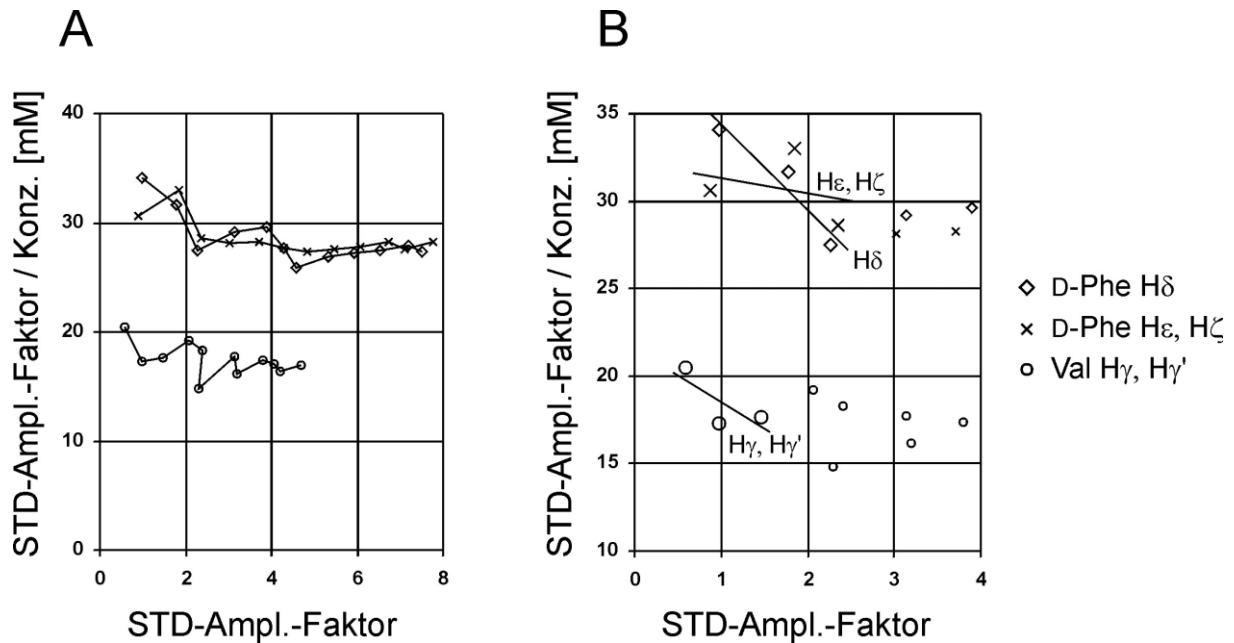 A
STD-Ampl.-Faktor / Konz. [mM]
40
30
20
10
0
0 2 4 6 8
STD-Ampl.-Faktor
B
STD-Ampl.-Faktor / Konz. [mM]
35
30
25
20
15
10
Hε, Hζ
Hδ
Hγ, Hγ'
0 1 2 3 4
STD-Ampl.-Faktor
D-Phe Hδ
D-Phe Hε, Hζ
Val Hγ, Hγ'